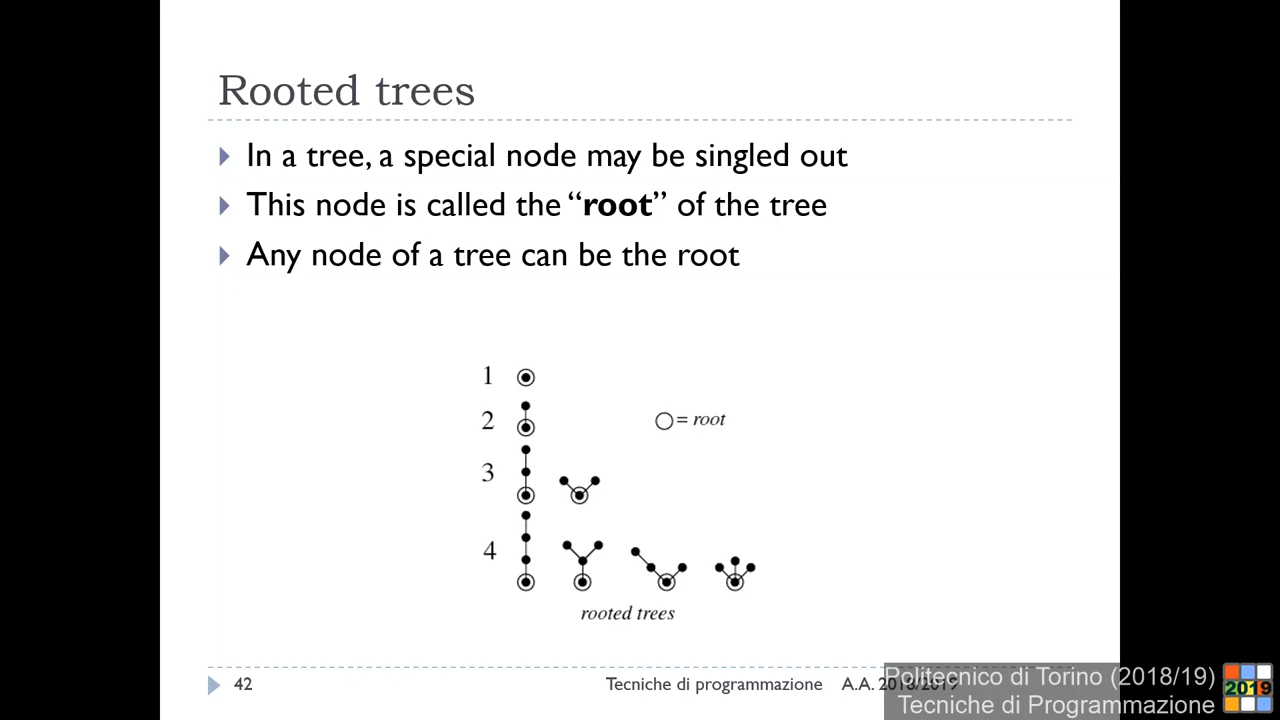 Rooted trees
In a tree, a special node may be singled out
This node is called the “root” of the tree
Any node of a tree can be the root
1
2
= root
3
4
rooted trees
42
Tecniche di programmazione
A.A. 2018/2019
Politecnico di Torino (2018/19)
Tecniche di Programmazione
2019